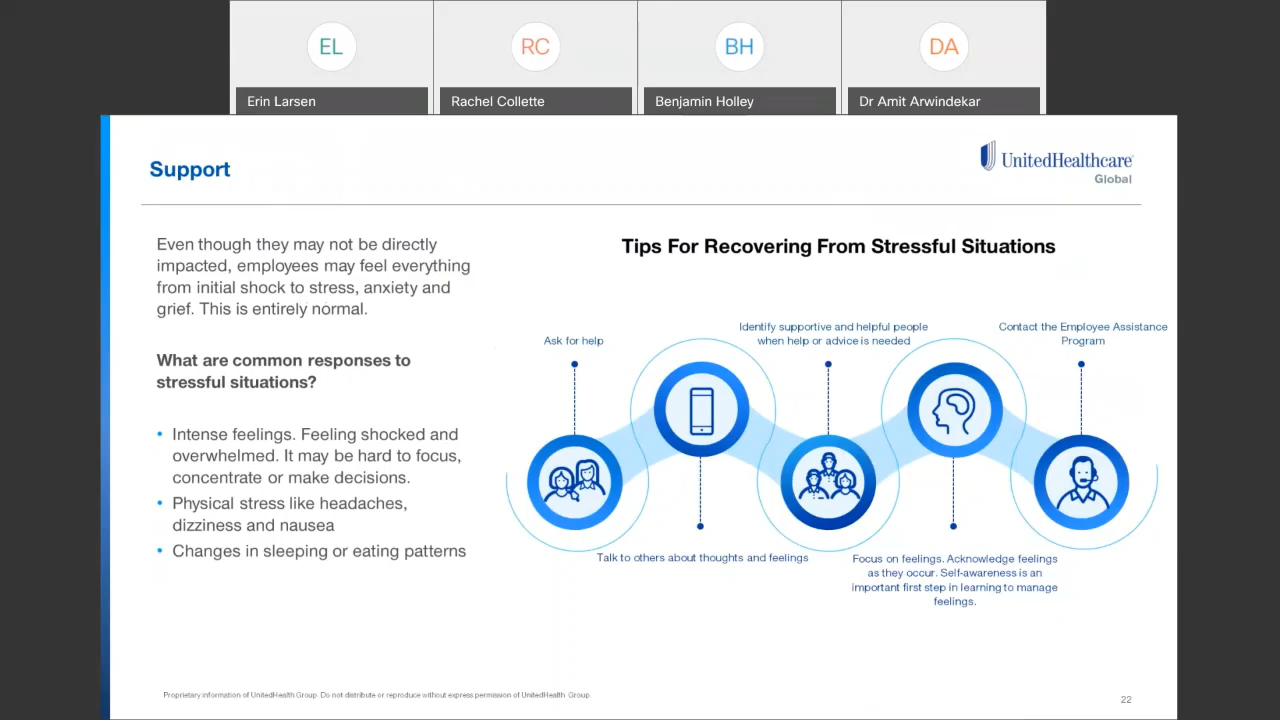 EL
RC
BH
DA
Erin Larsen
Rachel Collette
Benjamin Holley
Dr Amit Arwindekar
Support
UnitedHealthcare
Global
Even though they may not be directly
impacted, employees may feel everything
from initial shock to stress, anxiety and
grief. This is entirely normal.
What are common responses to
stressful situations?
• Intense feelings. Feeling shocked and
overwhelmed. It may be hard to focus,
concentrate or make decisions.
• Physical stress like headaches,
dizziness and nausea
• Changes in sleeping or eating patterns
Tips For Recovering From Stressful Situations
Ask for help
Identify supportive and helpful people
when help or advice is needed
Contact the Employee Assistance
Program
Talk to others about thoughts and feelings
Focus on feelings. Acknowledge feelings
as they occur. Self-awareness is an
important first step in learning to manage
feelings.
Proprietary information of UnitedHealth Group. Do not distribute or reproduce without express permission of UnitedHealth Group.
22